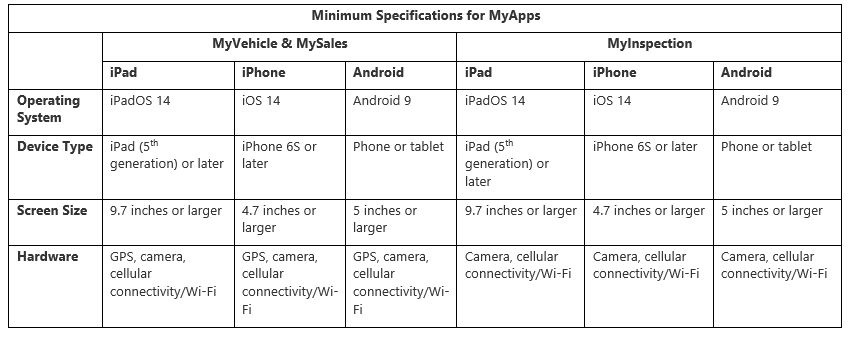 Minimum Specifications for MyApps
MyVehicle & MySales MyInspection
iPad iPhone Android iPad iPhone Android
Operating
System
iPadOS 14
iOS 14
Android 9
iPadOS 14
iOS 14
Android 9
Device Type
iPad (5th
generation) or later
iPhone 6S or
later
Phone or tablet
iPad (5th
generation) or
later
iPhone 6S or later
Phone or tablet
Screen Size
9.7 inches or larger
4.7 inches or
larger
5 inches or
larger
9.7 inches or larger
4.7 inches or larger
5 inches or larger
Hardware
GPS, camera,
cellular
connectivity/Wi-Fi
GPS, camera,
cellular
connectivity/Wi-
Fi
GPS, camera,
cellular
connectivity/Wi-
Fi
Camera, cellular
connectivity/Wi-Fi
Camera, cellular
connectivity/Wi-Fi
Camera, cellular
connectivity/Wi-Fi